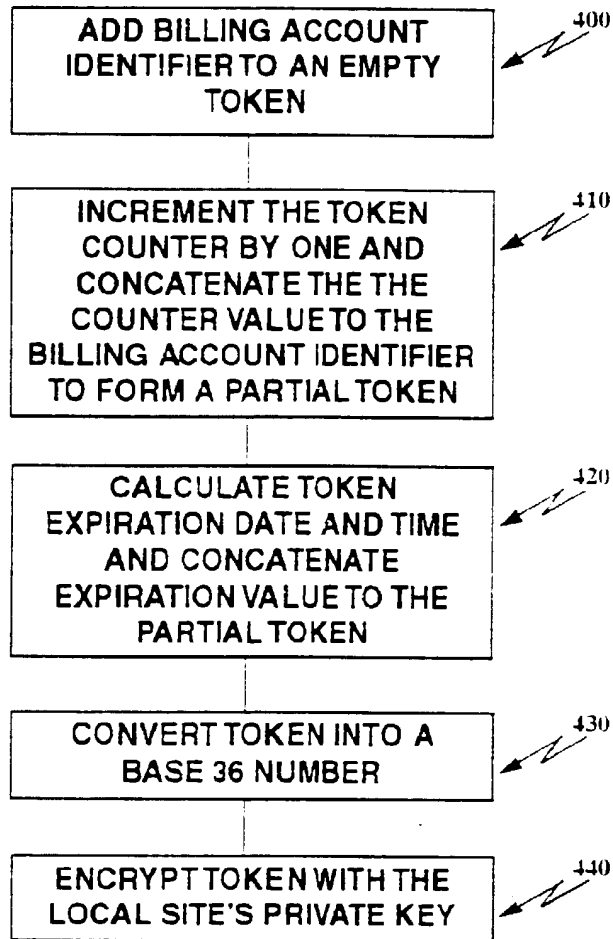 ADD BILLING ACCOUNT
IDENTIFIER TO AN EMPTY
TOKEN
400
INCREMENT THE TOKEN
COUNTER BY ONE AND
CONCATENATE THE THE
COUNTER VALUE TO THE
BILLING ACCOUNT IDENTIFIER
TO FORM A PARTIAL TOKEN
410
CALCULATE TOKEN
EXPIRATION DATE AND TIME
AND CONCATENATE
EXPIRATION VALUE TO THE
PARTIAL TOKEN
420
CONVERT TOKEN INTO A
BASE 36 NUMBER
430
ENCRYPT TOKEN WITH THE
LOCAL SITE'S PRIVATE KEY
440